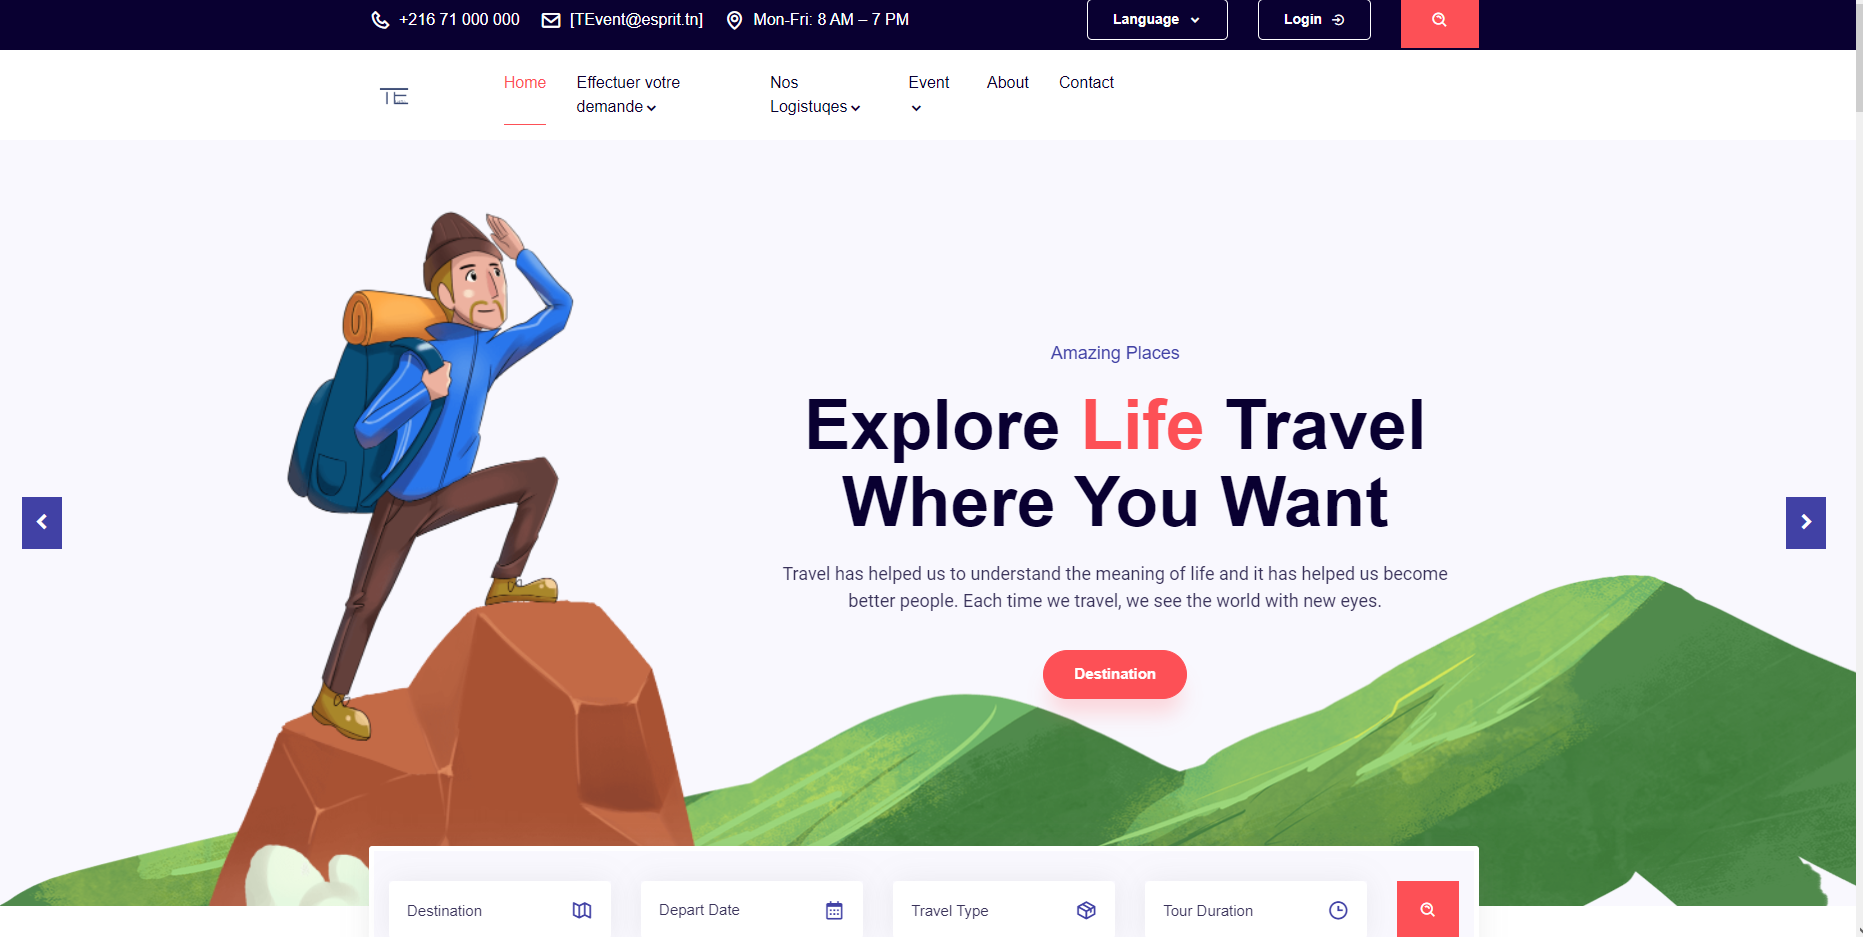 +216 71 000 000 [TEvent@esprit.tn] Mon-Fri: 8 AM – 7 PM Language Login
TE
Home Effectuer votre demande Nos Logistuqes Event About Contact
Amazing Places
Explore Life Travel
Where You Want
Travel has helped us to understand the meaning of life and it has helped us become
better people. Each time we travel, we see the world with new eyes.
Destination
Destination Depart Date Travel Type Tour Duration